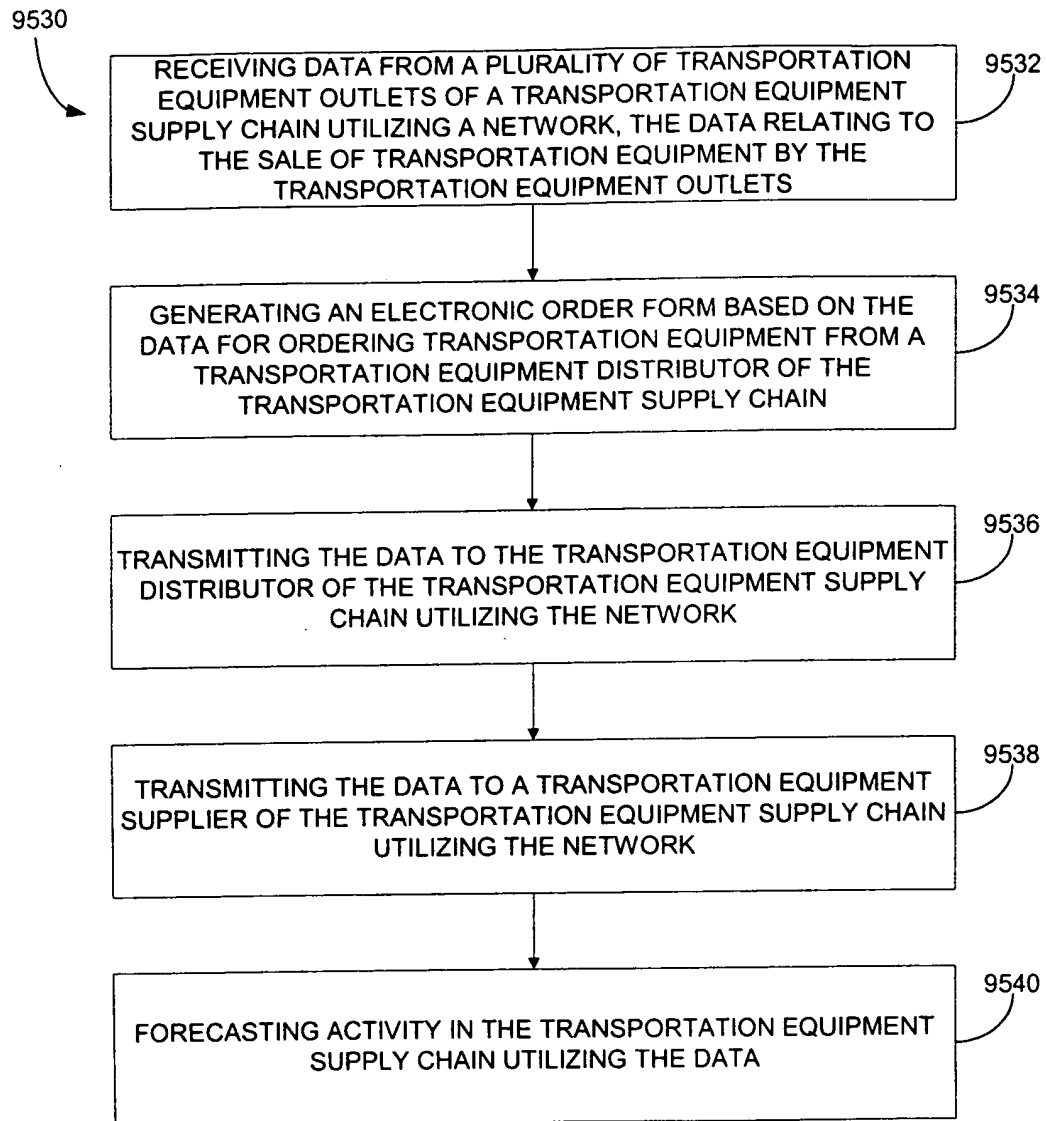 9530
RECEIVING DATA FROM A PLURALITY OF TRANSPORTATION
EQUIPMENT OUTLETS OF A TRANSPORTATION EQUIPMENT
SUPPLY CHAIN UTILIZING A NETWORK, THE DATA RELATING TO
THE SALE OF TRANSPORTATION EQUIPMENT BY THE
TRANSPORTATION EQUIPMENT OUTLETS
9532
GENERATING AN ELECTRONIC ORDER FORM BASED ON THE
DATA FOR ORDERING TRANSPORTATION EQUIPMENT FROM A
TRANSPORTATION EQUIPMENT DISTRIBUTOR OF THE
TRANSPORTATION EQUIPMENT SUPPLY CHAIN
9534
TRANSMITTING THE DATA TO THE TRANSPORTATION EQUIPMENT
DISTRIBUTOR OF THE TRANSPORTATION EQUIPMENT SUPPLY
CHAIN UTILIZING THE NETWORK
9536
TRANSMITTING THE DATA TO A TRANSPORTATION EQUIPMENT
SUPPLIER OF THE TRANSPORTATION EQUIPMENT SUPPLY CHAIN
UTILIZING THE NETWORK
9538
FORECASTING ACTIVITY IN THE TRANSPORTATION EQUIPMENT
SUPPLY CHAIN UTILIZING THE DATA
9540